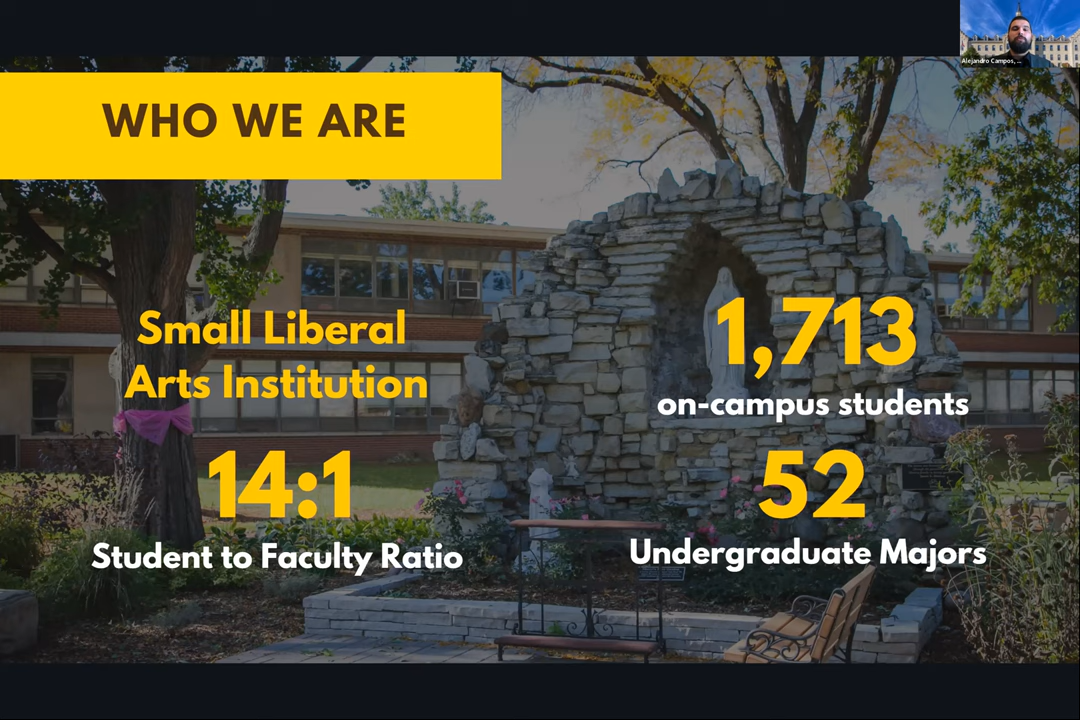 Alejandro Campos, ...
WHO WE ARE
Small Liberal
Arts Institution
14:1
Student to Faculty Ratio
1,713
on-campus students
52
Undergraduate Majors